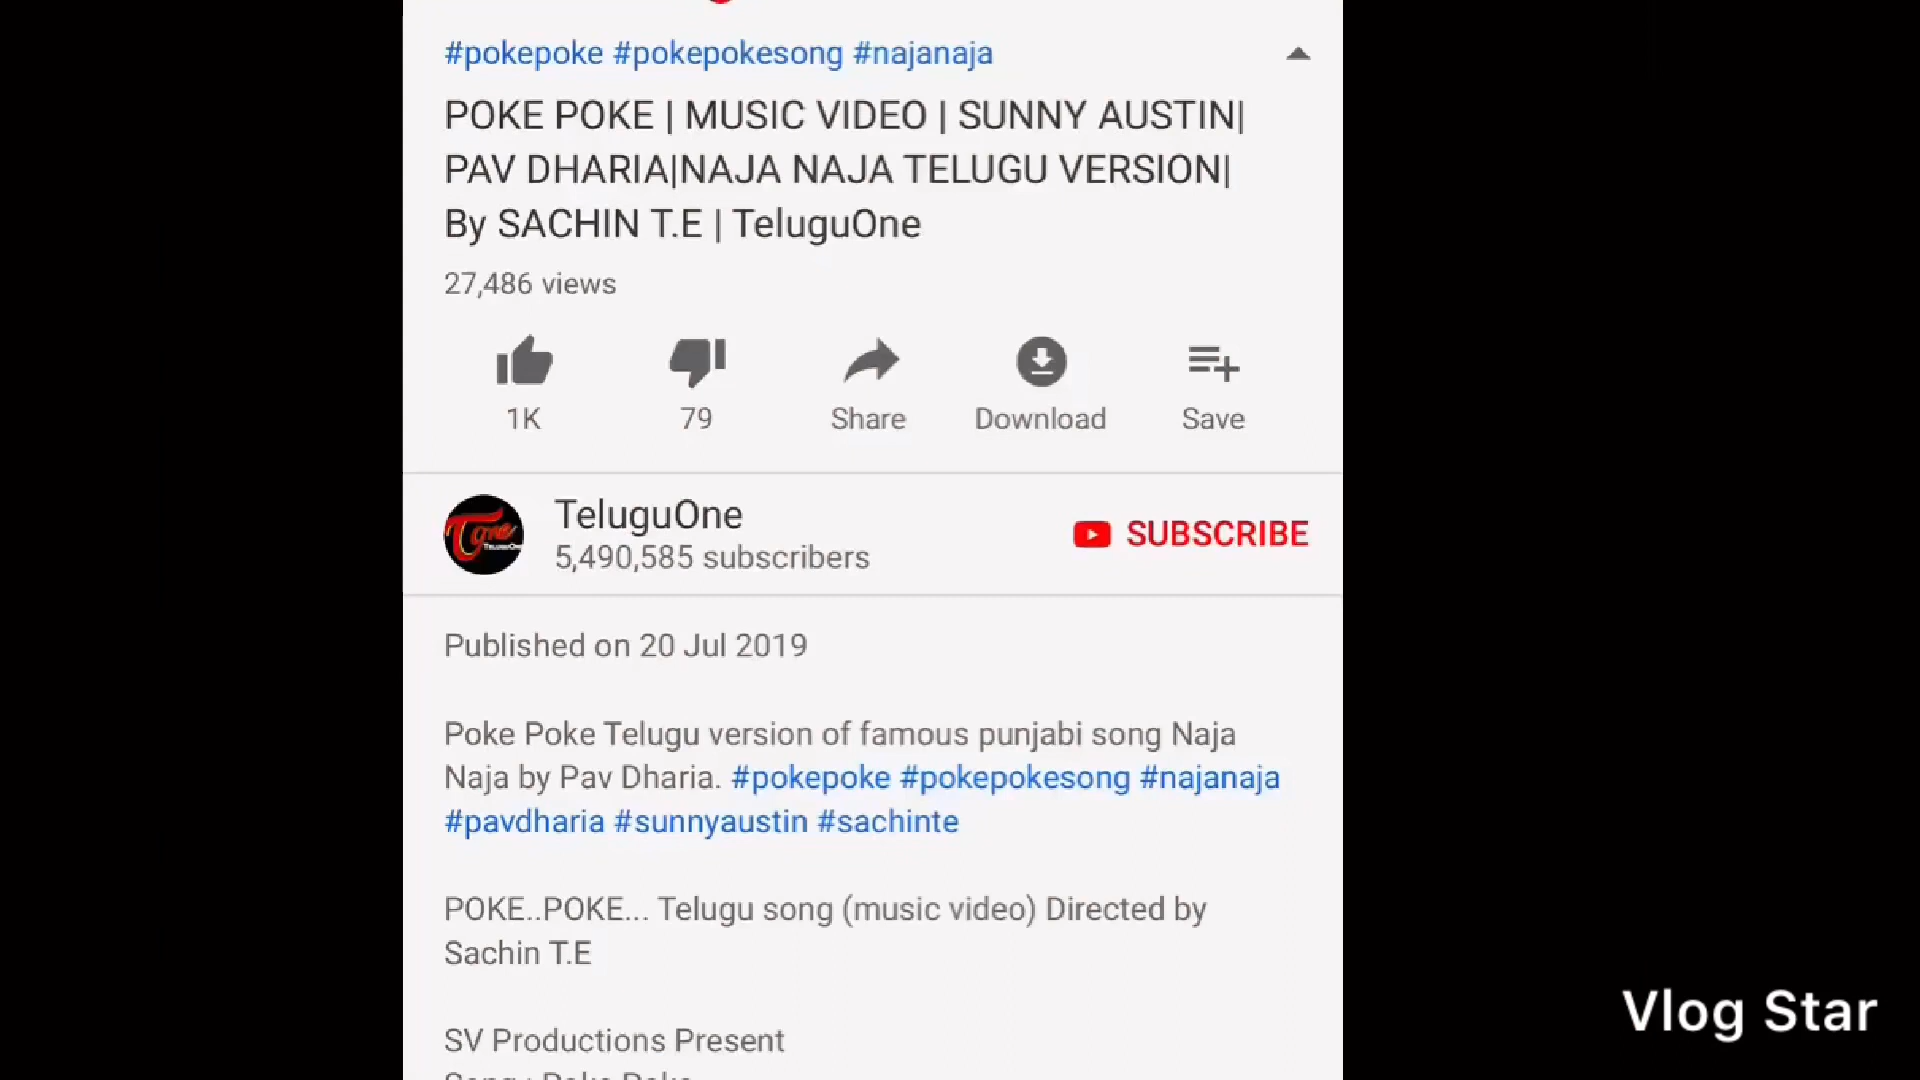 #pokepoke #pokepokesong #najanaja
POKE POKE | MUSIC VIDEO | SUNNY AUSTIN|
PAV DHARIA|NAJA NAJA TELUGU VERSION|
By SACHIN T.E | TeluguOne
27,486 views
1K 79 Share Download Save
TeluguOne
5,490,585 subscribers
SUBSCRIBE
Published on 20 Jul 2019
Poke Poke Telugu version of famous punjabi song Naja
Naja by Pav Dharia. #pokepoke #pokepokesong #najanaja
#pavdharia #sunnyaustin #sachinte
POKE..POKE... Telugu song (music video) Directed by
Sachin T.E
SV Productions Present
Vlog Star